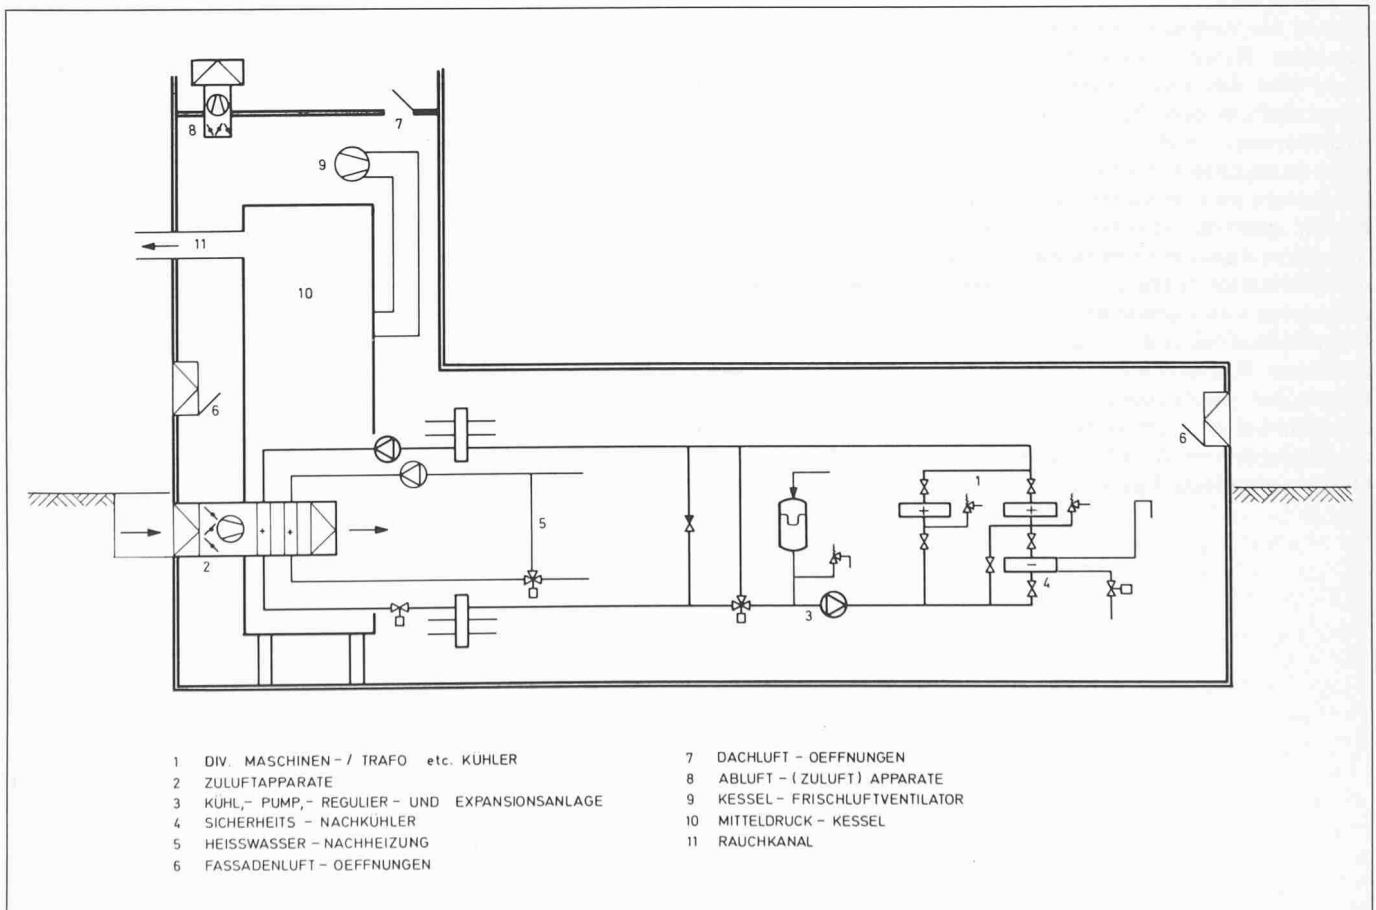 8
7
9
11
10
6
6
1
5
2
3
4
1 DIV. MASCHINEN-/ TRAFO etc. KÜHLER
2 ZULUFTAPPARATE
3 KÜHL,- PUMP,- REGULIER- UND EXPANSIONSANLAGE
4 SICHERHEITS - NACHKÜHLER
5 HEISSWASSER - NACHHEIZUNG
6 FASSADENLUFT - OEFFNUNGEN
7 DACHLUFT - OEFFNUNGEN
8 ABLUFT - (ZULUFT) APPARATE
9 KESSEL - FRISCHLUFTVENTILATOR
10 MITTELDRUCK - KESSEL
11 RAUCHKANAL